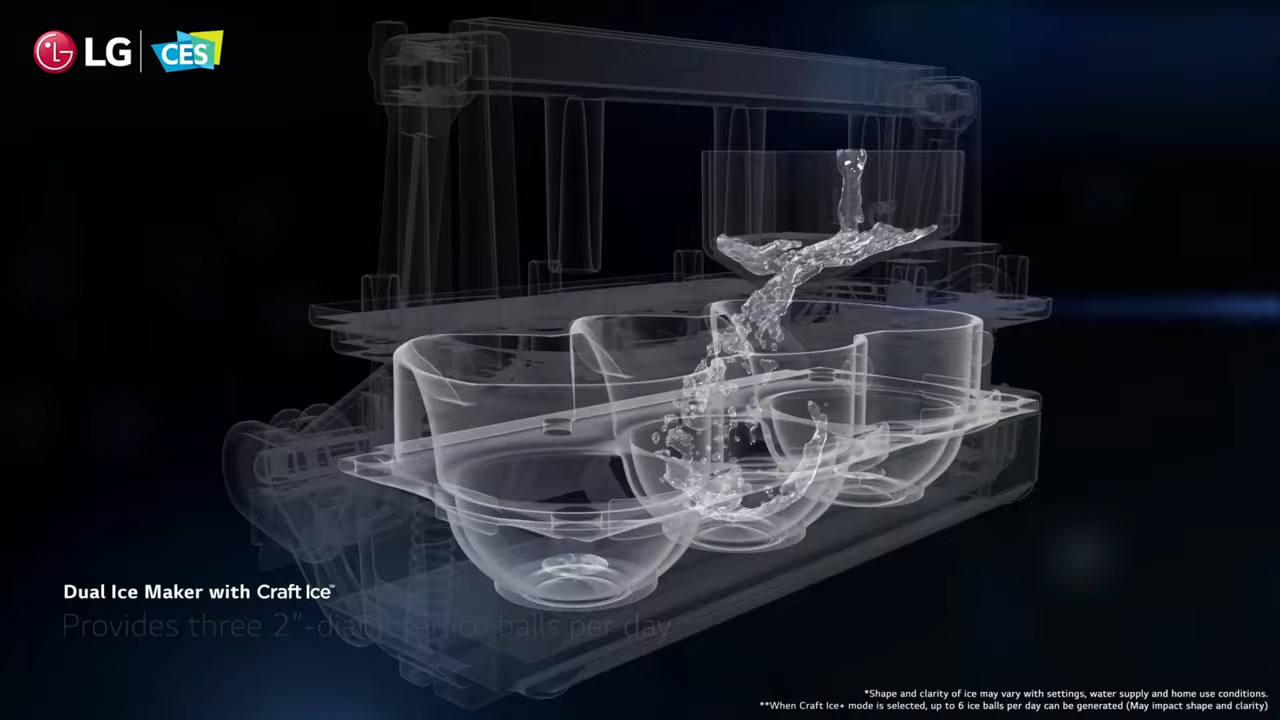 LG
CES
Dual Ice Maker with Craft Ice™
Provides three 2"-diameter ice balls per day
*Shape and clarity of ice may vary with settings, water supply and home use conditions.
**When Craft Ice+ mode is selected, up to 6 ice balls per day can be generated (May impact shape and clarity)